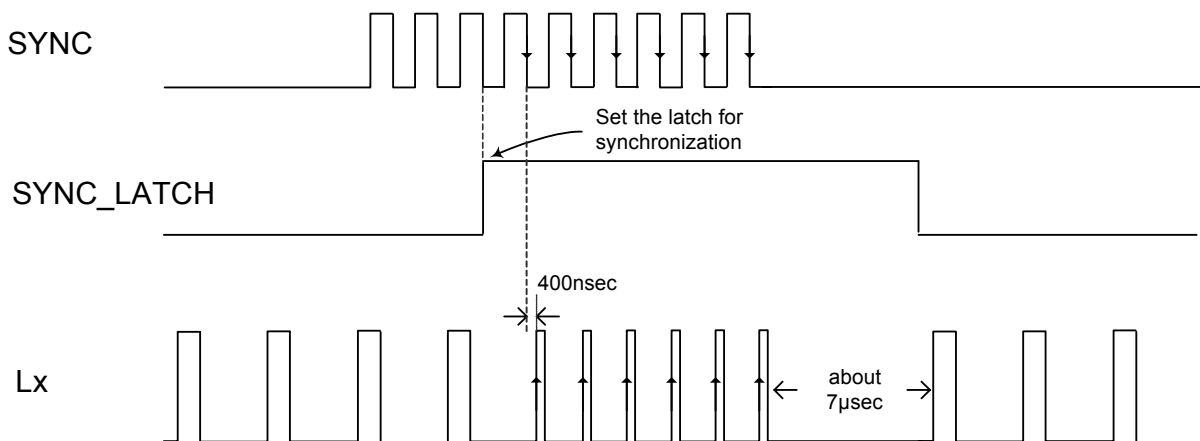 SYNC
Set the latch for
synchronization
SYNC_LATCH
400nsec
Lx
about
7µsec